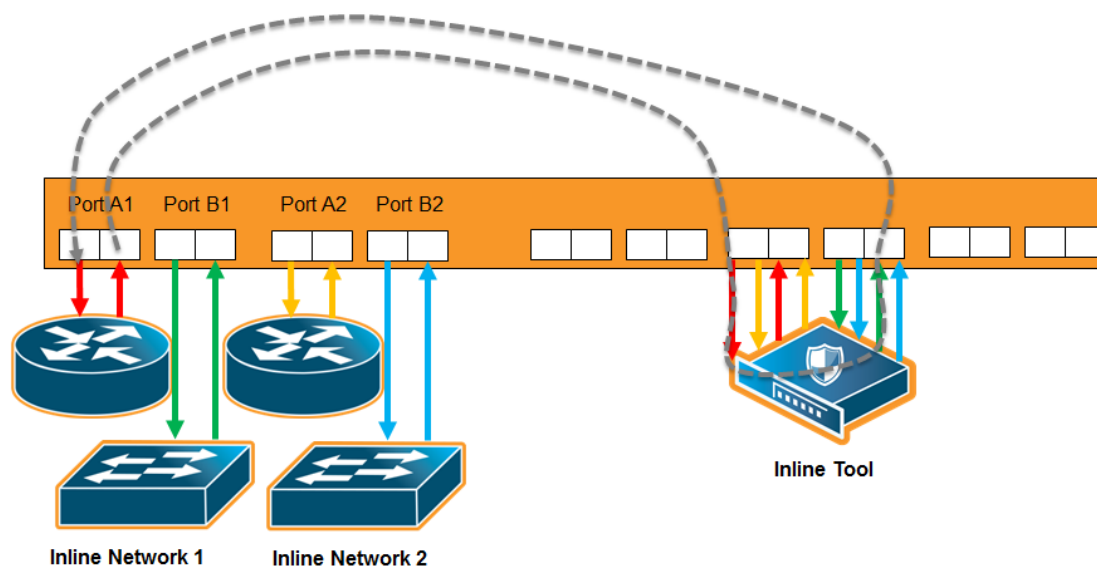 Port A1 Port B1 Port A2 Port B2
Inline Tool
Inline Network 1 Inline Network 2